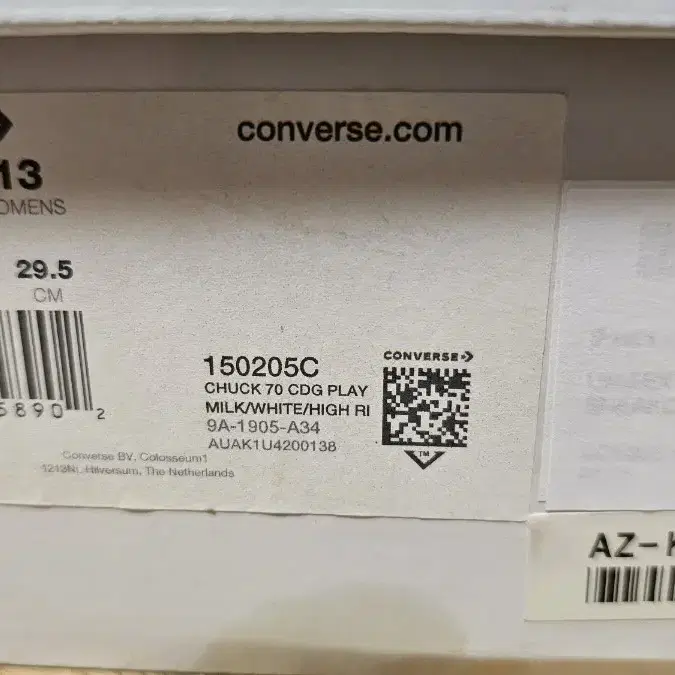 converse.com
13
OMENS
29.5
CM
150205C
CONVERSE
CHUCK 70 CDG PLAY
MILK/WHITE/HIGH RI
9A-1905-A34
AUAK1U4200138
5890 2
TM
Converse BV, Colosseum1
1213NL Hilversum, The Netherlands
AZ-K